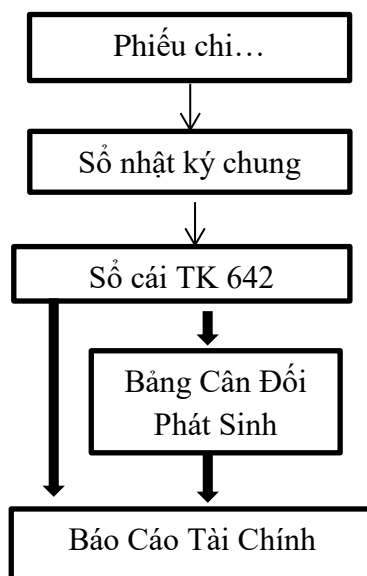 Phiếu chi…
Sổ nhật ký chung
Sổ cái TK 642
Bảng Cân Đối
Phát Sinh
Báo Cáo Tài Chính